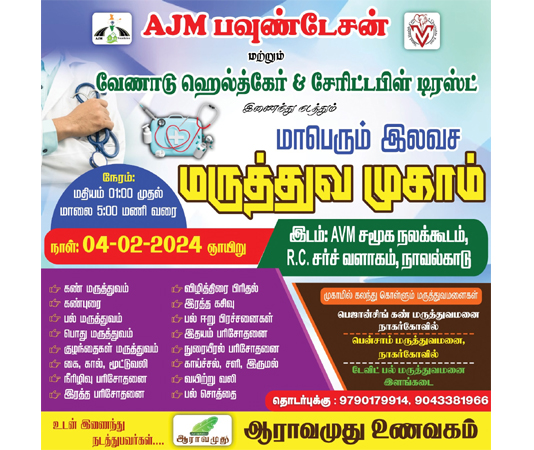 AJM பவுண்டேசன்
மற்றும்
வேணாடு ஹெல்த்கேர் & சேரிட்டபிள் டிரஸ்ட்
இணைந்து நடத்தும்
மாபெரும் இலவச
மருத்துவ முகாம்
நேரம்:
மதியம் 01:00 முதல்
மாலை 5:00 மணி வரை
நாள்: 04-02-2024 ஞாயிறு
இடம்: AVM சமூக நலக்கூடம்,
R.C. சர்ச் வளாகம், நாவல்காடு
கண் மருத்துவம்
கண்புரை
பல் மருத்துவம்
பொது மருத்துவம்
குழந்தைகள் மருத்துவம்
கை, கால், மூட்டுவலி
நீரிழிவு பரிசோதனை
இரத்த பரிசோதனை
விழித்திரை பிரிதல்
இரத்த கசிவு
பல் ஈறு பிரச்சனைகள்
இதயம் பரிசோதனை
நுரையீரல் பரிசோதனை
காய்ச்சல், சளி, இருமல்
வயிற்று வலி
பல் சொத்தை
முகாமில் கலந்து கொள்ளும் மருத்துவமனைகள்
பெஜான்சிங் கண் மருத்துவமனை
நாகர்கோவில்
பென்சாம் மருத்துவமனை,
நாகர்கோவில்
டேவிட் பல் மருத்துவமனை
இளங்கடை
தொடர்புக்கு : 9790179914, 9043381966
உடன் இணைந்து
நடத்துபவர்கள்....
ஆராவமுது
ஆராவமுது உணவகம்